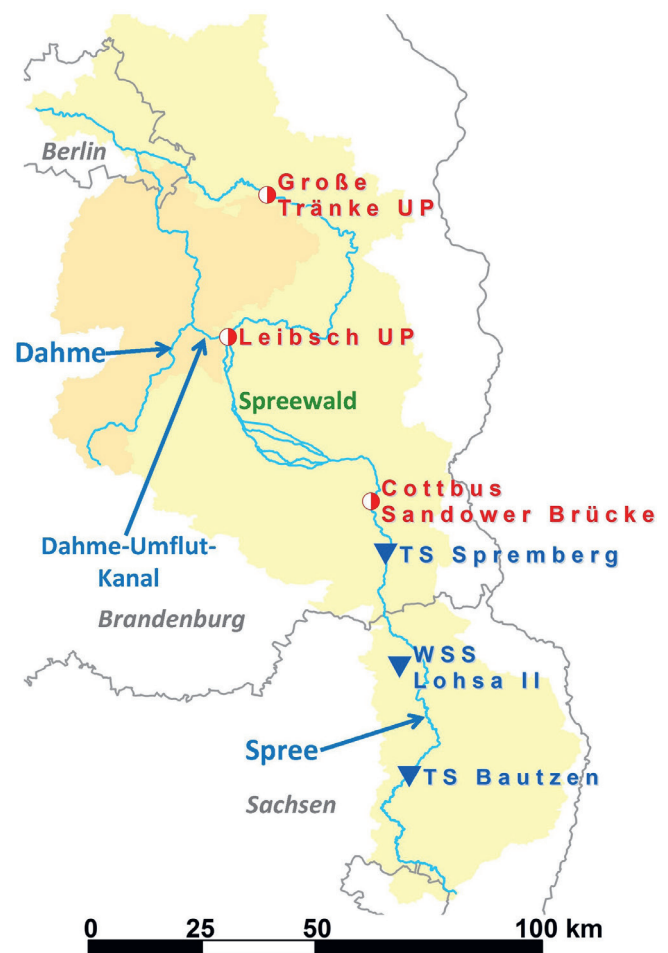 Berlin
Große
Tränke UP
Leibsch UP
Dahme
Spreewald
Cottbus
Sandower Brücke
Dahme-Umflut-
Kanal
TS Spremberg
Brandenburg
WSS
Lohsa II
Spree
TS Bautzen
Sachsen
0 25 50 100 km